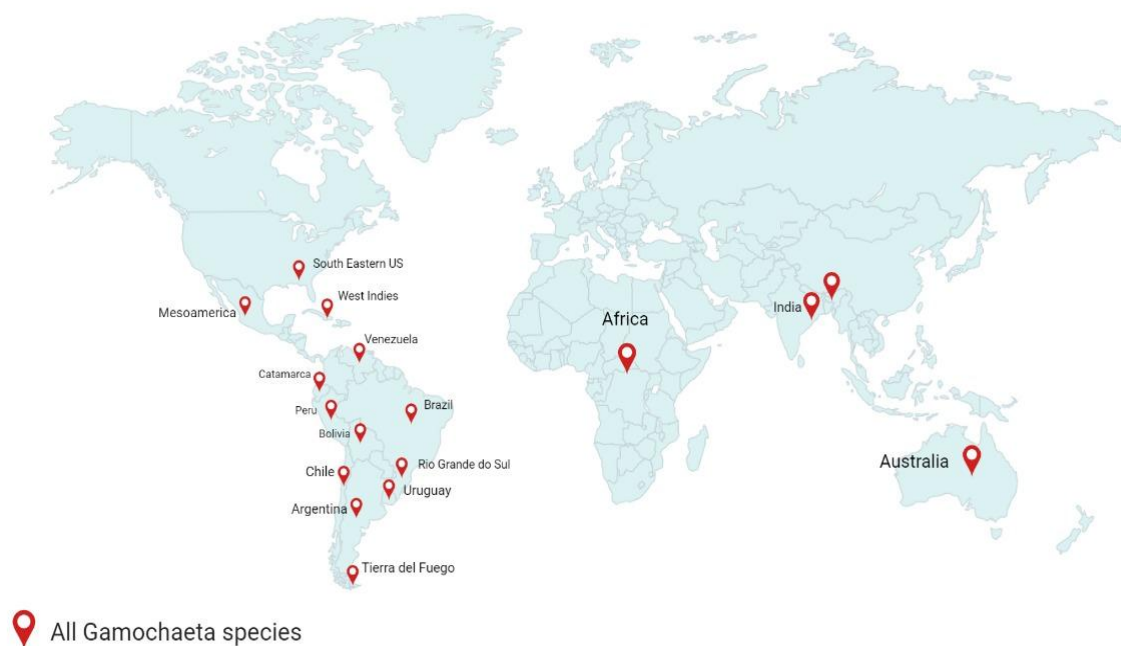 South Eastern US
West Indies
Mesoamerica
India
Africa
Venezuela
Catamarca
Peru
Brazil
Bolivia
Chile
Rio Grande do Sul
Australia
Uruguay
Argentina
Tierra del Fuego
All Gamochaeta species